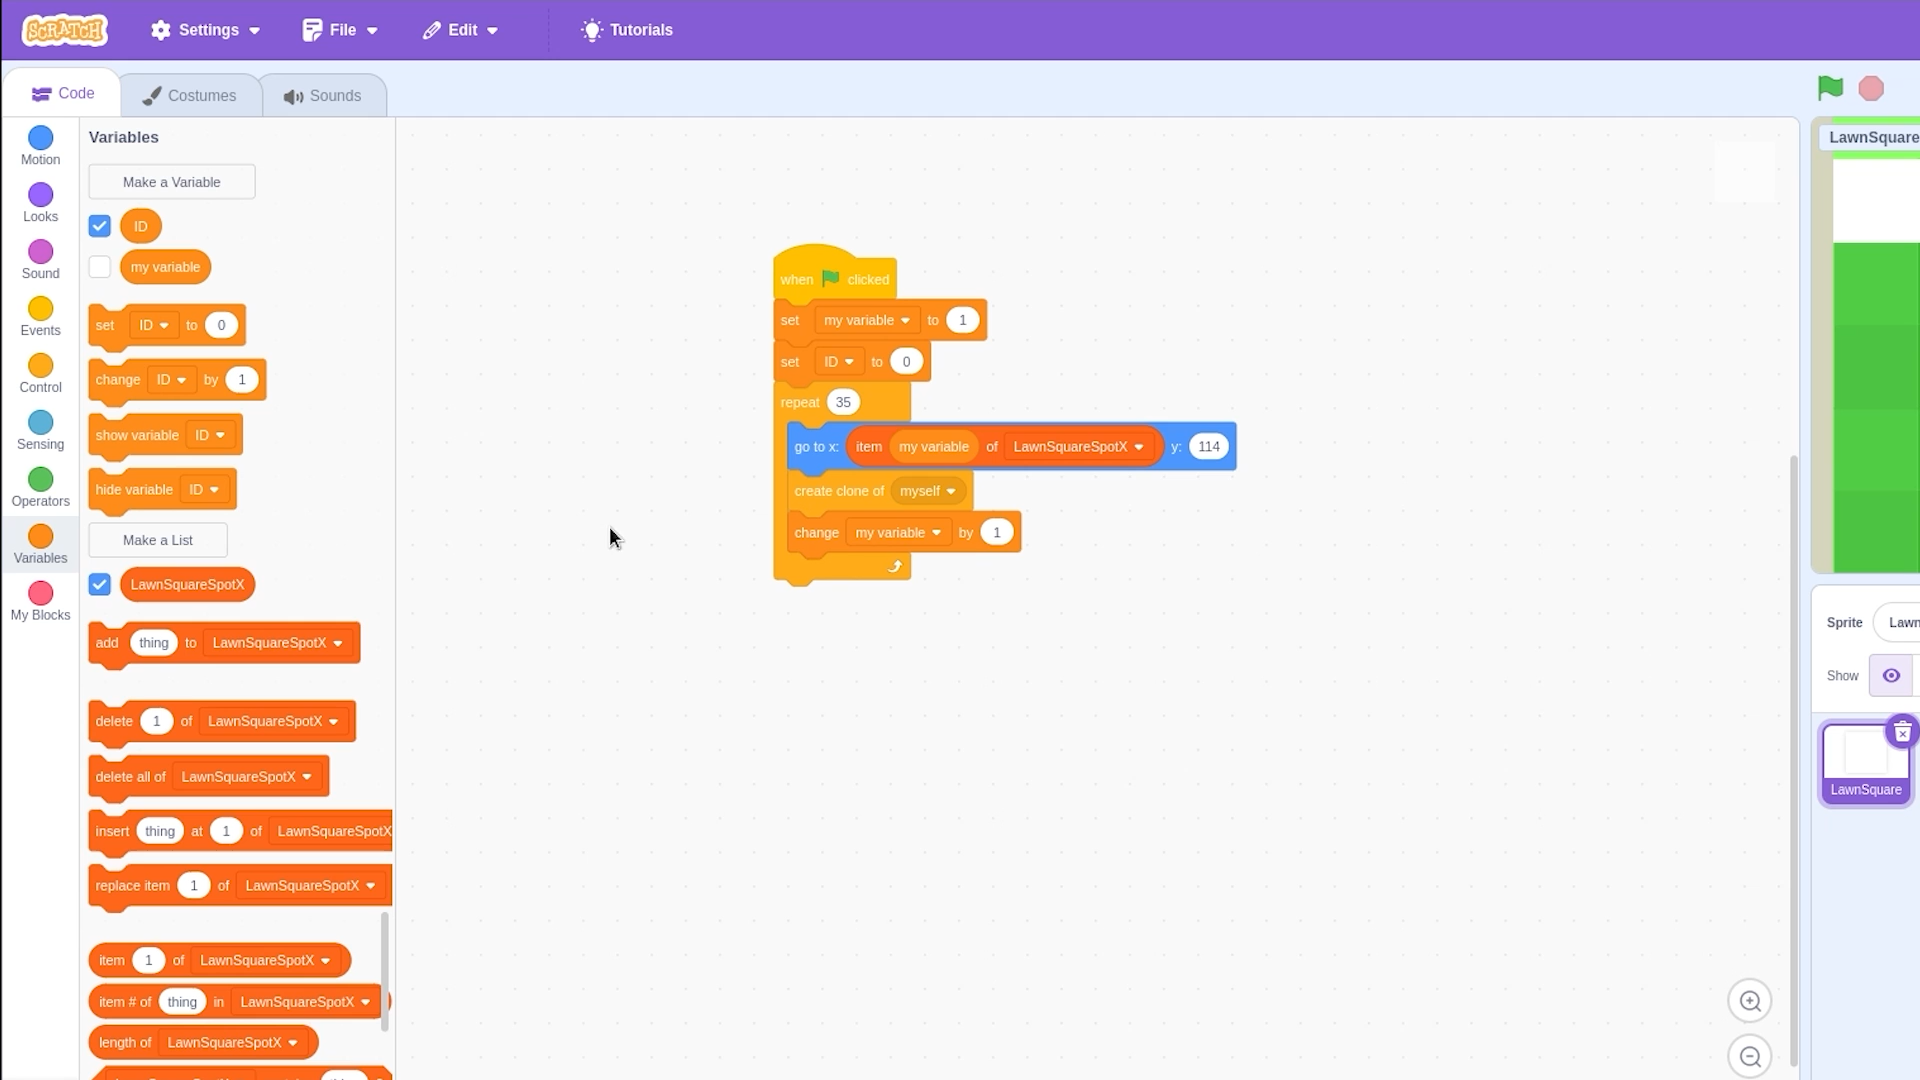 SCRATCH Settings File Edit Tutorials
Code Costumes Sounds
Motion
Looks
Sound
Events
Control
Sensing
Operators
Variables
My Blocks
Variables
Make a Variable
ID
my variable
set ID to 0
change ID by 1
show variable ID
hide variable ID
Make a List
LawnSquareSpotX
add thing to LawnSquareSpotX
delete 1 of LawnSquareSpotX
delete all of LawnSquareSpotX
insert thing at 1 of LawnSquareSpotX
replace item 1 of LawnSquareSpotX
item 1 of LawnSquareSpotX
item # of thing in LawnSquareSpotX
length of LawnSquareSpotX
when clicked
set my variable to 1
set ID to 0
repeat 35
go to x: item my variable of LawnSquareSpotX y: 114
create clone of myself
change my variable by 1
LawnSquare
Sprite Lawn
Show
LawnSquare